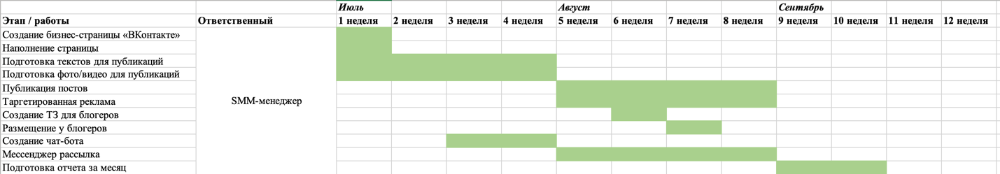 Июль Август Сентябрь
Этап / работы Ответственный 1 неделя 2 неделя 3 неделя 4 неделя 5 неделя 6 неделя 7 неделя 8 неделя 9 неделя 10 неделя 11 неделя 12 неделя
Создание бизнес-страницы «ВКонтакте»
Наполнение страницы
Подготовка текстов для публикаций
Подготовка фото/видео для публикаций
Публикация постов
Таргетированная реклама SMM-менеджер
Создание ТЗ для блогеров
Размещение у блогеров
Создание чат-бота
Мессенджер рассылка
Подготовка отчета за месяц